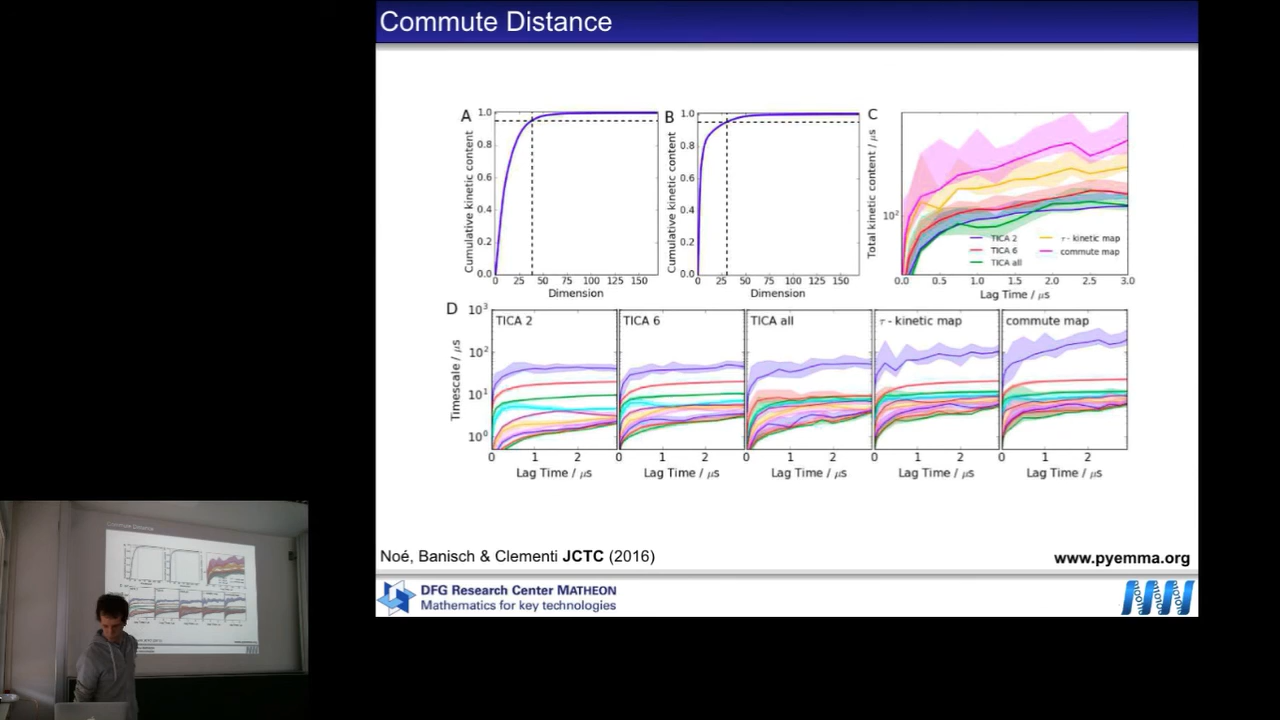 Commute Distance
A
Cumulative kinetic content
1.0
0.8
0.6
0.4
0.2
0.0
0 25 50 75 100 125 150
Dimension
B
Cumulative kinetic content
1.0
0.8
0.6
0.4
0.2
0.0
0 25 50 75 100 125 150
Dimension
C
Total kinetic content / μs
10²
TICA 2
TICA 6
TICA all
τ - kinetic map
commute map
0.0 0.5 1.0 1.5 2.0 2.5 3.0
Lag Time / μs
D
Timescale / μs
10³
10²
10¹
10⁰
TICA 2
0 1 2
Lag Time / μs
TICA 6
0 1 2
Lag Time / μs
TICA all
0 1 2
Lag Time / μs
τ - kinetic map
0 1 2
Lag Time / μs
commute map
0 1 2
Lag Time / μs
Noé, Banisch & Clementi JCTC (2016)
www.pyemma.org
DFG Research Center MATHEON
Mathematics for key technologies
Commute Distance